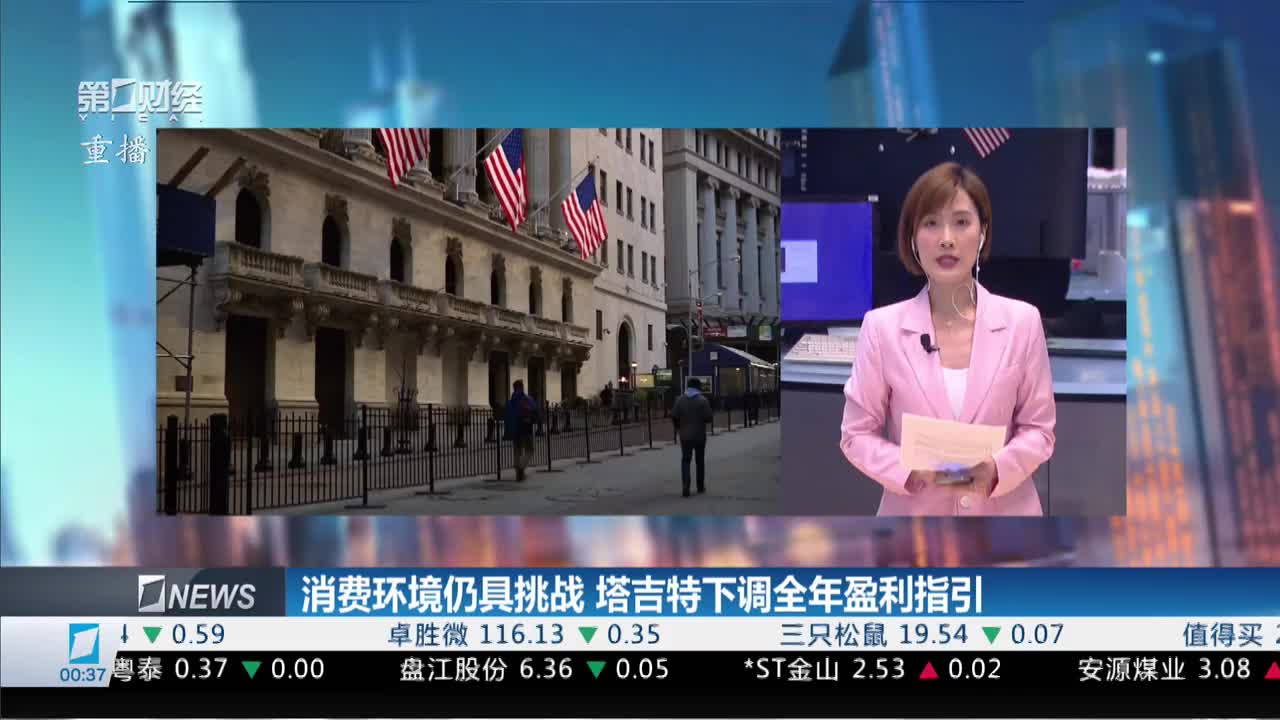 第一财经
YICAI
重播
NEWS 消费环境仍具挑战 塔吉特下调全年盈利指引
▼ 0.59 卓胜微 116.13 ▼ 0.35 三只松鼠 19.54 ▼ 0.07 值得买
00:37
粤泰 0.37 ▼ 0.00 盘江股份 6.36 ▼ 0.05 *ST金山 2.53 ▲ 0.02 安源煤业 3.08 ▲